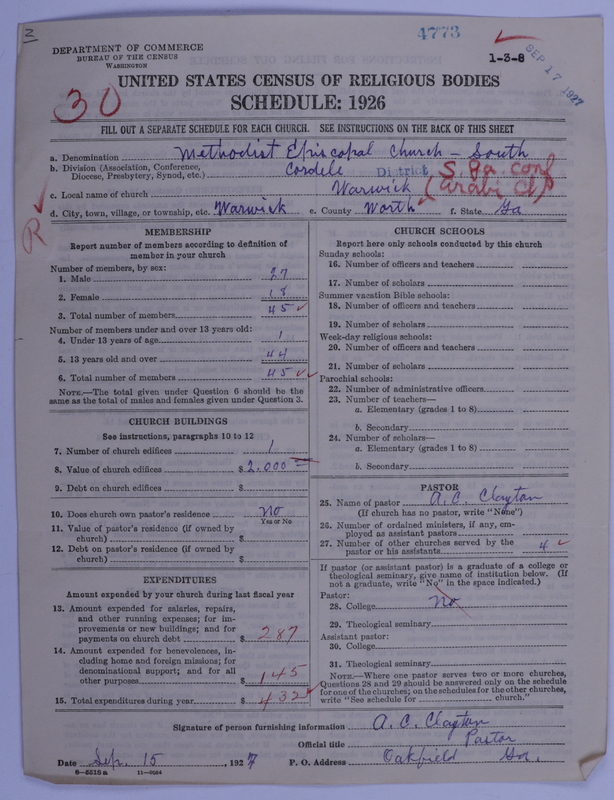 2
4773
1-3-8
SEP 17 1927
DEPARTMENT OF COMMERCE
BUREAU OF THE CENSUS
WASHINGTON
UNITED STATES CENSUS OF RELIGIOUS BODIES
SCHEDULE: 1926
30
FILL OUT A SEPARATE SCHEDULE FOR EACH CHURCH. SEE INSTRUCTIONS ON THE BACK OF THIS SHEET
a. Denomination Methodist Episcopal Church - South
b. Division (Association, Conference, Diocese, Presbytery, Synod, etc.) Cordele District S. Ga. Conf
c. Local name of church Warwick (Arabi Ct)
d. City, town, village, or township, etc. Warwick e. County Worth f. State Ga
R
MEMBERSHIP
Report number of members according to definition of
member in your church
Number of members, by sex:
1. Male 27
2. Female 18
3. Total number of members 45
Number of members under and over 13 years old:
4. Under 13 years of age 1
5. 13 years old and over 44
6. Total number of members 45
NOTE.—The total given under Question 6 should be the
same as the total of males and females given under Question 3.
CHURCH BUILDINGS
See instructions, paragraphs 10 to 12
7. Number of church edifices 1
8. Value of church edifices $2,000
9. Debt on church edifices $
10. Does church own pastor's residence? No
Yes or No
11. Value of pastor's residence (if owned by
church) $
12. Debt on pastor's residence (if owned by
church) $
EXPENDITURES
Amount expended by your church during last fiscal year
13. Amount expended for salaries, repairs,
and other running expenses; for im-
provements or new buildings; and for
payments on church debt $ 287
14. Amount expended for benevolences, in-
cluding home and foreign missions; for
denominational support; and for all
other purposes $ 145
15. Total expenditures during year $ 432
CHURCH SCHOOLS
Report here only schools conducted by this church
Sunday schools:
16. Number of officers and teachers
17. Number of scholars
Summer vacation Bible schools:
18. Number of officers and teachers
19. Number of scholars
Week-day religious schools:
20. Number of officers and teachers
21. Number of scholars
Parochial schools:
22. Number of administrative officers
23. Number of teachers—
a. Elementary (grades 1 to 8)
b. Secondary
24. Number of scholars—
a. Elementary (grades 1 to 8)
b. Secondary
PASTOR
25. Name of pastor A. C. Clayton
(If church has no pastor, write "None")
26. Number of ordained ministers, if any, em-
ployed as assistant pastors
27. Number of other churches served by the
pastor or his assistants 4
If pastor (or assistant pastor) is a graduate of a college or
theological seminary, give name of institution below. (If
not a graduate, write "No" in the space indicated.)
Pastor:
28. College No
29. Theological seminary
Assistant pastor:
30. College
31. Theological seminary
NOTE.—Where one pastor serves two or more churches,
Questions 28 and 29 should be answered only on the schedule
for one of the churches; on the schedules for the other churches,
write "See schedule for church."
Signature of person furnishing information A. C. Clayton
Official title Pastor
Date Sep. 15, 1927 P. O. Address Oakfield Ga.
8—5516a 11—9064